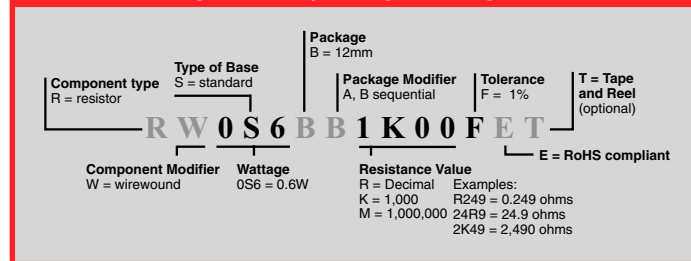 Package
B = 12mm
Type of Base
S = standard
Component type
R = resistor
Package Modifier
A, B sequential
Tolerance
F = 1%
T = Tape
and Reel
(optional)
R W 0 S 6 B B 1 K 0 0 F E T
E = RoHS compliant
Component Modifier
W = wirewound
Wattage
0S6 = 0.6W
Resistance Value
R = Decimal
K = 1,000
M = 1,000,000
Examples:
R249 = 0.249 ohms
24R9 = 24.9 ohms
2K49 = 2,490 ohms